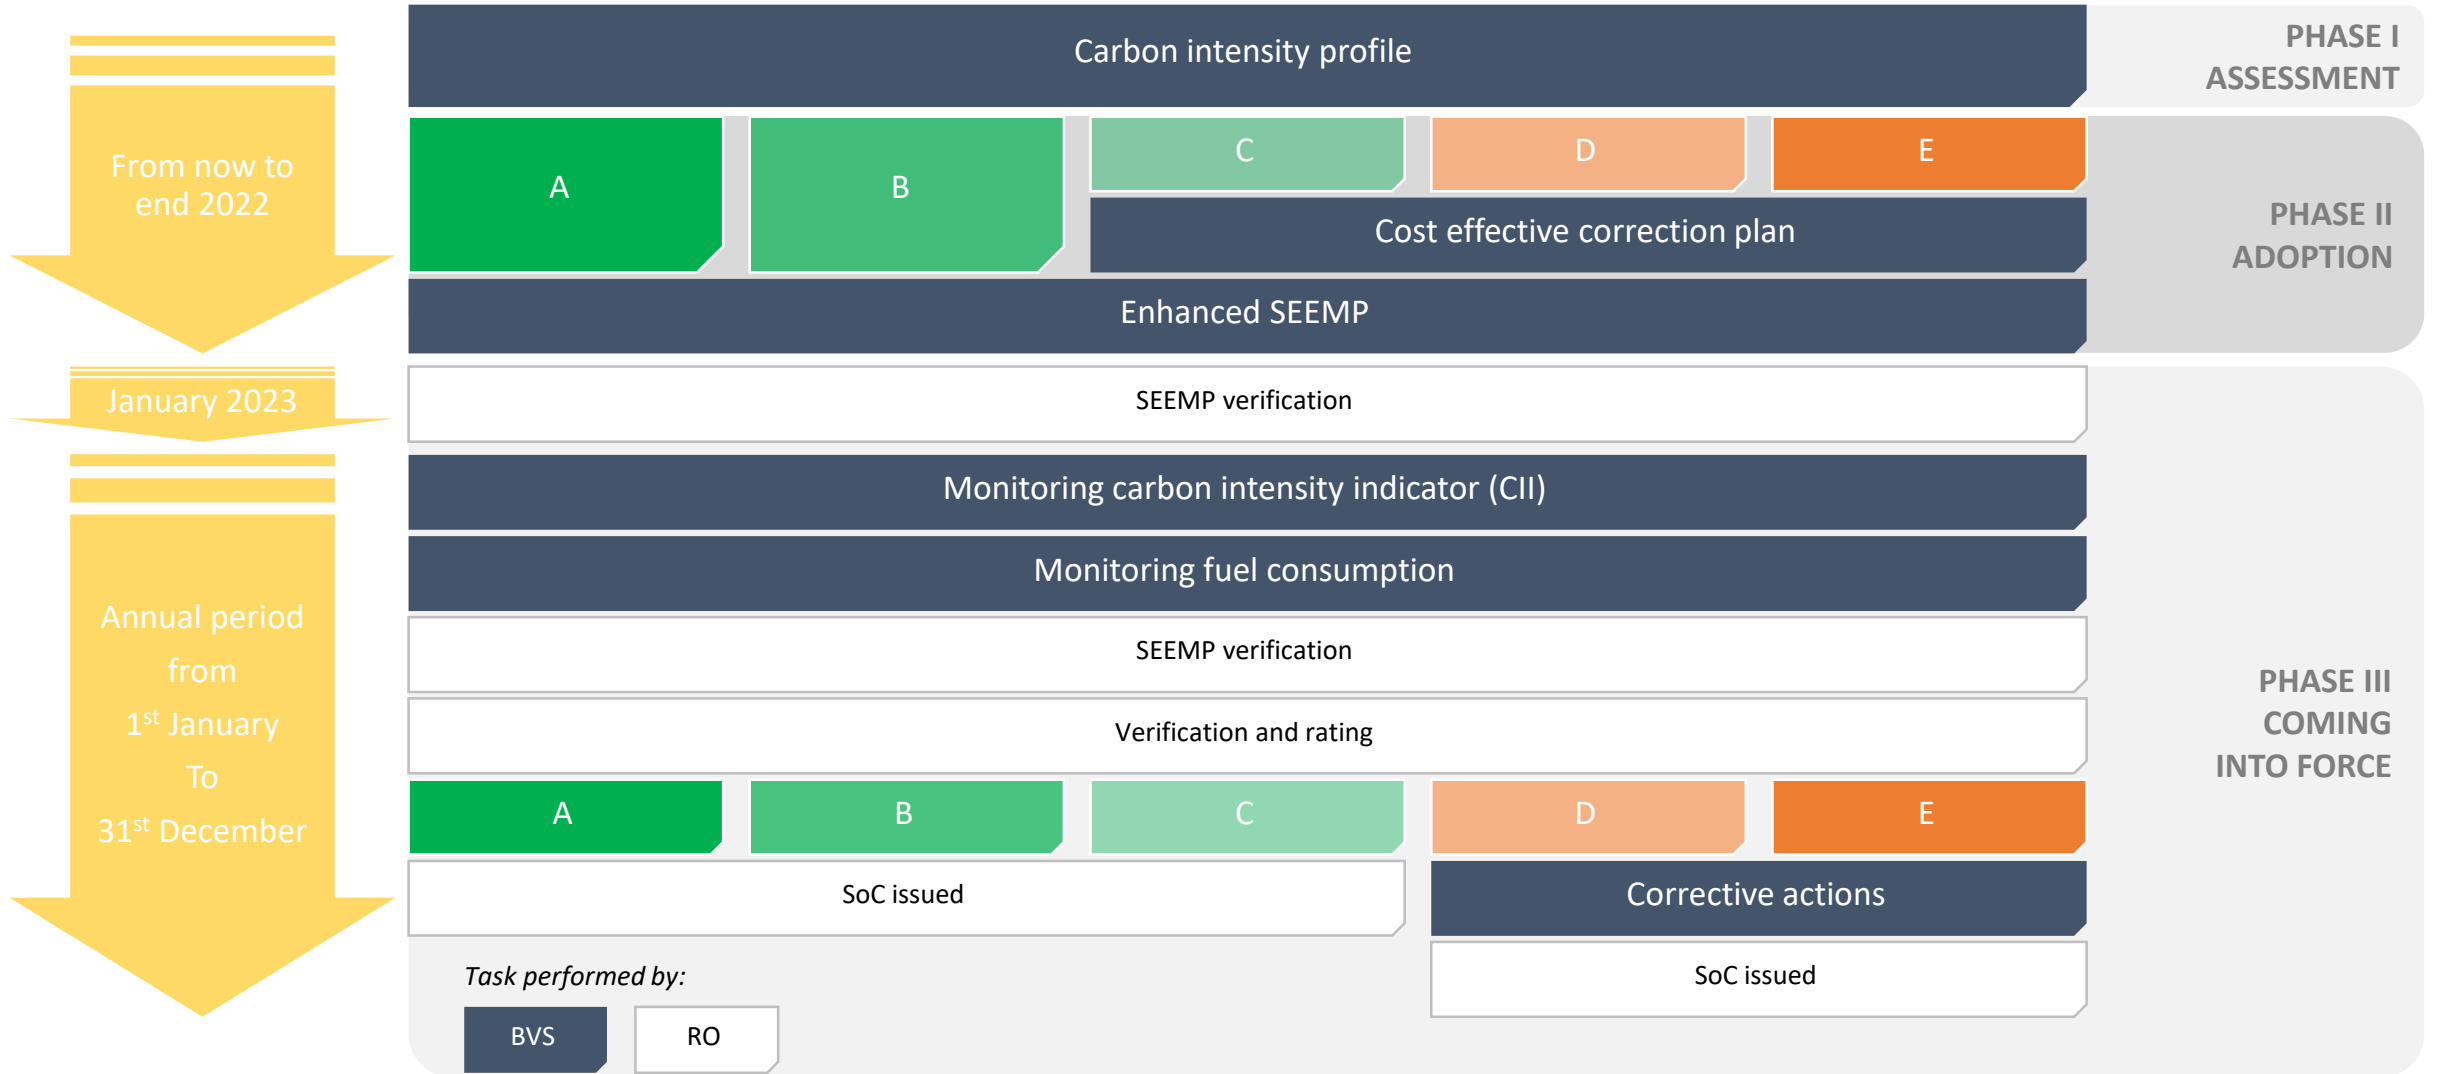 Carbon intensity profile
PHASE I
ASSESSMENT
From now to
end 2022
A
B
C
D
E
Cost effective correction plan
PHASE II
ADOPTION
Enhanced SEEMP
January 2023
SEEMP verification
Monitoring carbon intensity indicator (CII)
Monitoring fuel consumption
SEEMP verification
Verification and rating
Annual period
from
1st January
To
31st December
PHASE III
COMING
INTO FORCE
A
B
C
D
E
SoC issued
Corrective actions
SoC issued
Task performed by:
BVS
RO